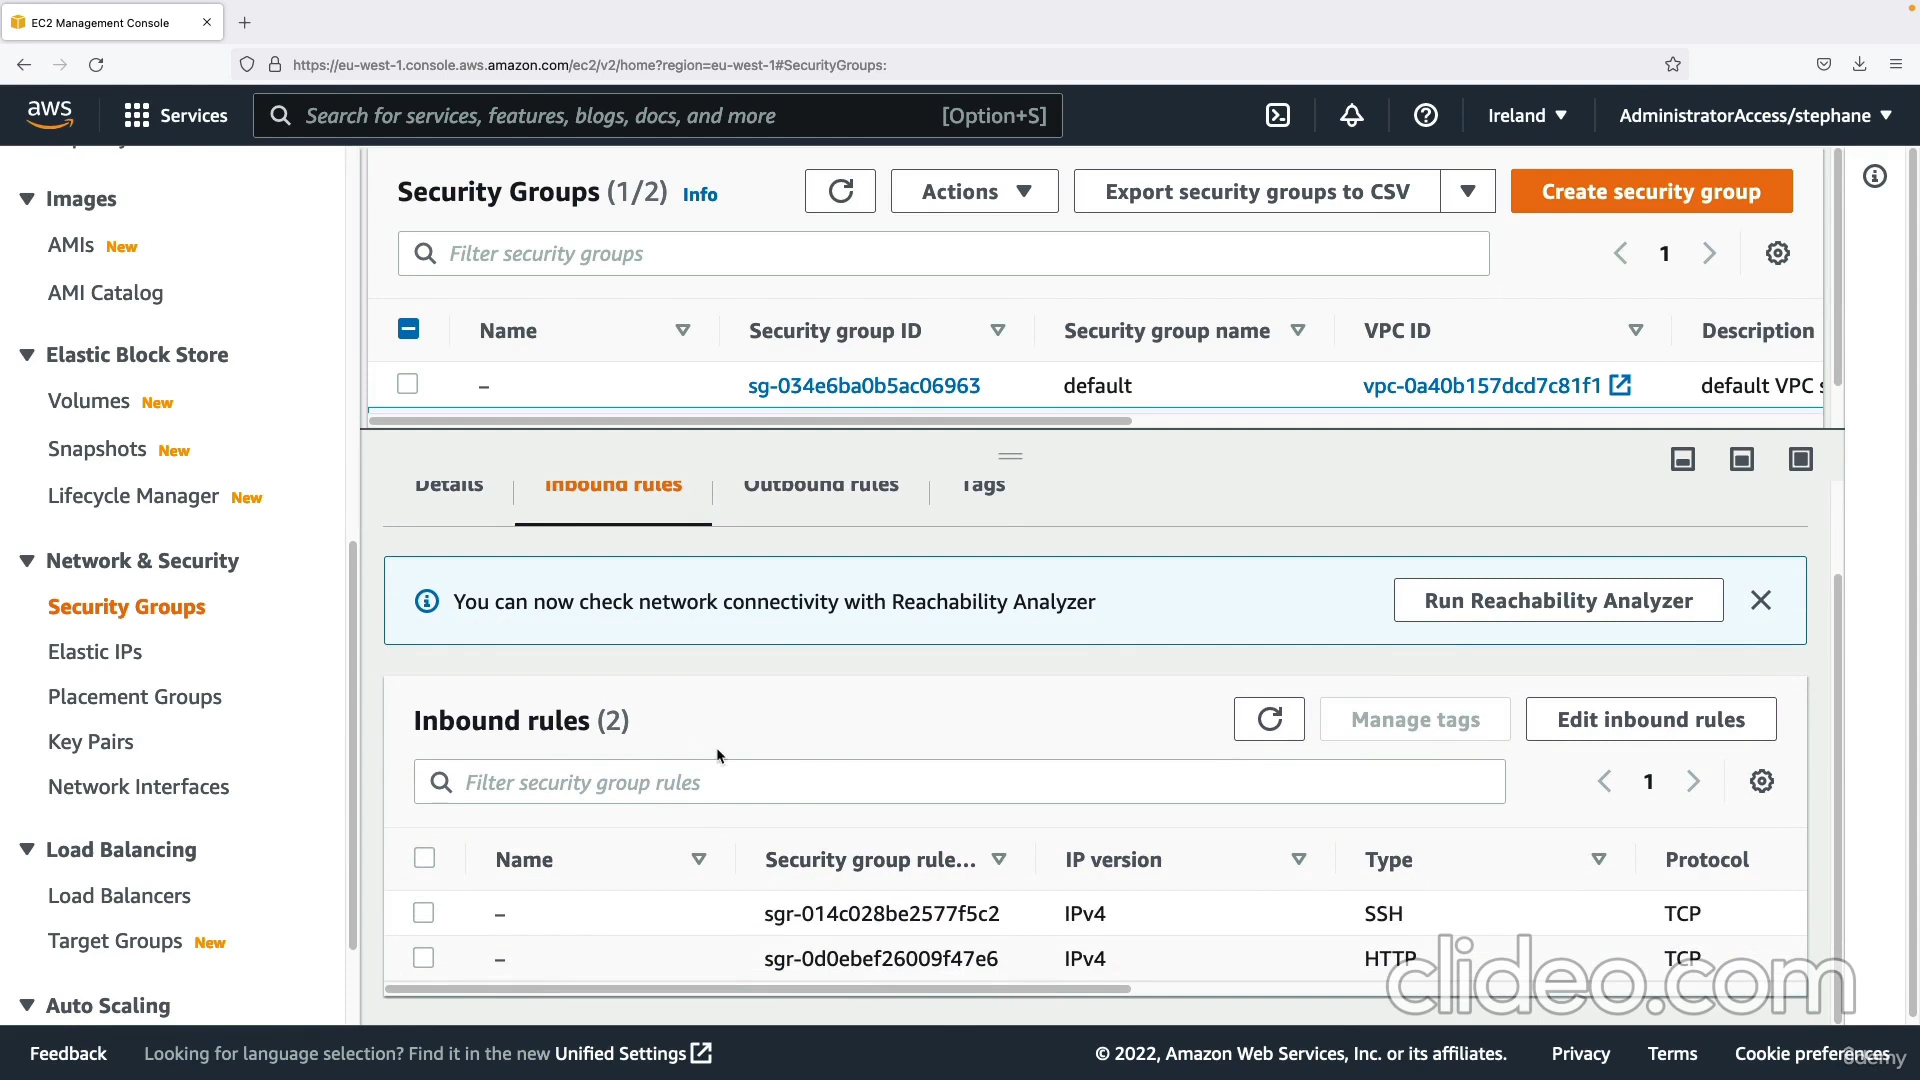 EC2 Management Console
https://eu-west-1.console.aws.amazon.com/ec2/v2/home?region=eu-west-1#SecurityGroups:
aws
Services
Search for services, features, blogs, docs, and more
[Option+S]
Ireland
AdministratorAccess/stephane
Images
AMIs New
AMI Catalog
Elastic Block Store
Volumes New
Snapshots New
Lifecycle Manager New
Network & Security
Security Groups
Elastic IPs
Placement Groups
Key Pairs
Network Interfaces
Load Balancing
Load Balancers
Target Groups New
Auto Scaling
Security Groups (1/2) Info
Actions
Export security groups to CSV
Create security group
Filter security groups
1
Name Security group ID Security group name VPC ID Description
– sg-034e6ba0b5ac06963 default vpc-0a40b157dcd7c81f1 default VPC s
Details Inbound rules Outbound rules Tags
You can now check network connectivity with Reachability Analyzer
Run Reachability Analyzer
Inbound rules (2)
Manage tags
Edit inbound rules
Filter security group rules
1
Name Security group rule... IP version Type Protocol
– sgr-014c028be2577f5c2 IPv4 SSH TCP
– sgr-0d0ebef26009f47e6 IPv4 HTTP TCP
clideo.com
Feedback
Looking for language selection? Find it in the new Unified Settings
© 2022, Amazon Web Services, Inc. or its affiliates.
Privacy
Terms
Cookie preferences
ûdemy